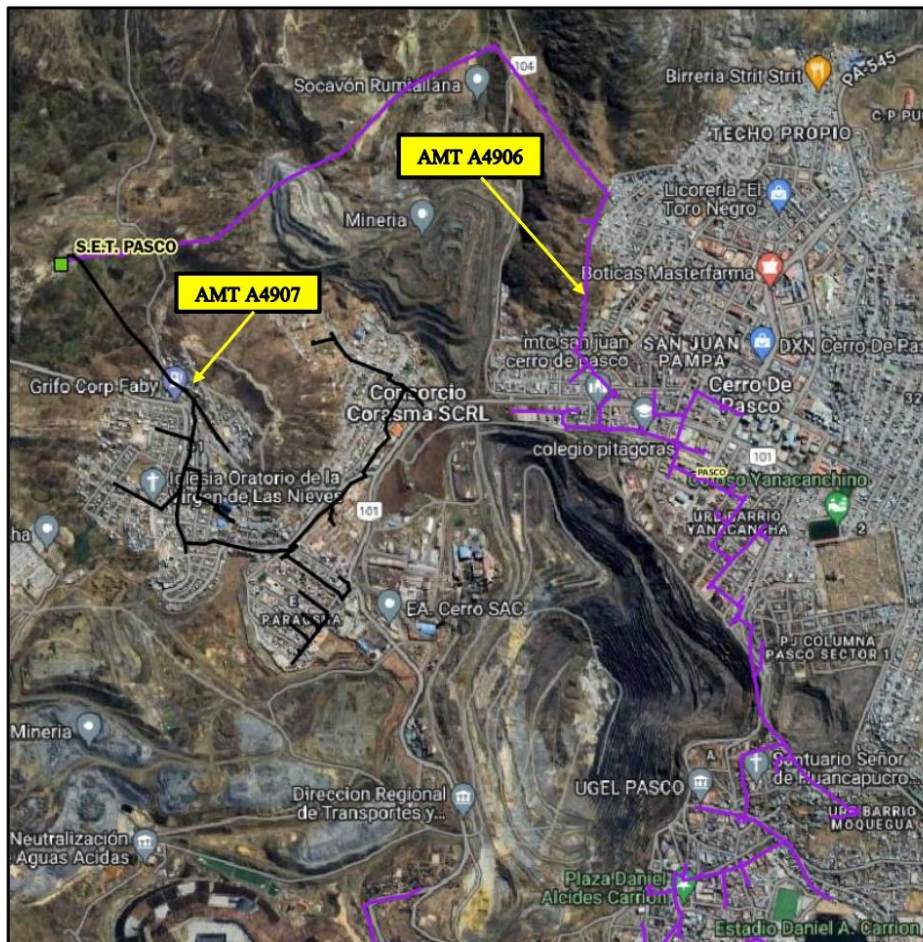 Socavón Rumiallana
104
Birreria Strit Strit
PA-545
TECHO PROPIO
AMT A4906
Licorería "El
Toro Negro"
Mineria
S.E.T. PASCO
Boticas Masterfarma
AMT A4907
mtc san juan
cerro de pasco
SAN JUAN
PAMPA
DXN Cerro De Pas
Grifo Corp Faby
Consorcio
Corasma SCRL
Cerro De
Pasco
colegio pitagoras
101
PASCO
Coloso Yanacanchino
Iglesia Oratorio de la
Virgen de Las Nieves
101
URB BARRIO
YANACANCHA
2
ha
EA. Cerro SAC
PARAGSHA
PJ COLUMNA
PASCO SECTOR 1
Mineria
A
Santuario Señor
de Huancapucro...
UGEL PASCO
Direccion Regional
de Transportes y...
URB BARRIO
MOQUEGUA
Neutralización
Aguas Acidas
Plaza Daniel
Alcides Carrion
Estadio Daniel A. Carrion